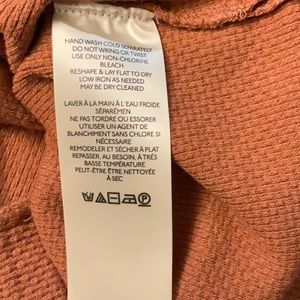 HAND WASH COLD SEPARATELY
DO NOT WRING OR TWIST
USE ONLY NON-CHLORINE
BLEACH
RESHAPE & LAY FLAT TO DRY
LOW IRON AS NEEDED
MAY BE DRY CLEANED
LAVER À LA MAIN À L'EAU FROIDE
SÉPARÉMEN
NE PAS TORDRE OU ESSORER
UTILISER UN AGENT DE
BLANCHIMENT SANS CHLORE SI
NÉCESSAIRE
REMODELER ET SÉCHER À PLAT
REPASSER, AU BESOIN, À TRÈS
BASSE TEMPÉRATURE
PEUT-ÊTRE ÊTRE NETTOYÉE
À SEC